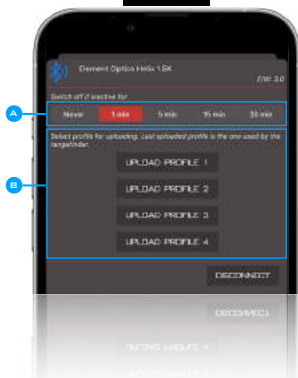 Element Optics Helix 1.5K
F/W: 3.0
Switch off if inactive for
A
Never 1 min 5 min 15 min 30 min
Select profile for uploading. Last uploaded profile is the one used by the
rangefinder.
B
UPLOAD PROFILE 1
UPLOAD PROFILE 2
UPLOAD PROFILE 3
UPLOAD PROFILE 4
DISCONNECT